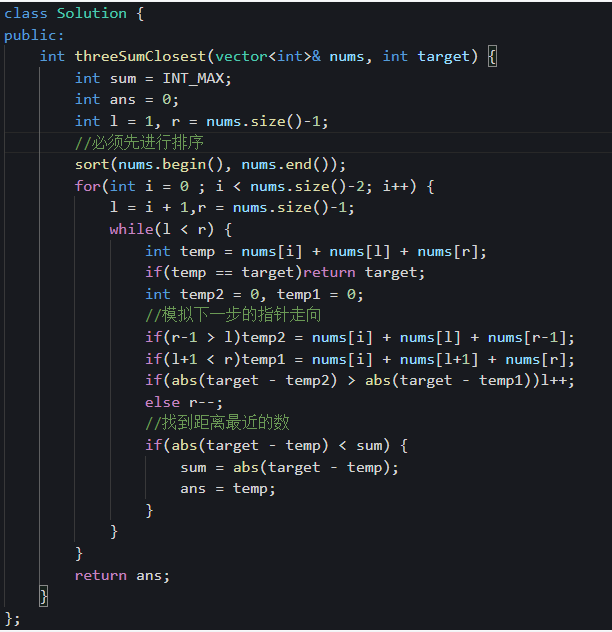 class Solution {
public:
    int threeSumClosest(vector<int>& nums, int target) {
        int sum = INT_MAX;
        int ans = 0;
        int l = 1, r = nums.size()-1;
        //必须先进行排序
        sort(nums.begin(), nums.end());
        for(int i = 0 ; i < nums.size()-2; i++) {
            l = i + 1,r = nums.size()-1;
            while(l < r) {
                int temp = nums[i] + nums[l] + nums[r];
                if(temp == target)return target;
                int temp2 = 0, temp1 = 0;
                //模拟下一步的指针走向
                if(r-1 > l)temp2 = nums[i] + nums[l] + nums[r-1];
                if(l+1 < r)temp1 = nums[i] + nums[l+1] + nums[r];
                if(abs(target - temp2) > abs(target - temp1))l++;
                else r--;
                //找到距离最近的数
                if(abs(target - temp) < sum) {
                    sum = abs(target - temp);
                    ans = temp;
                }
            }
        }
        return ans;
    }
};